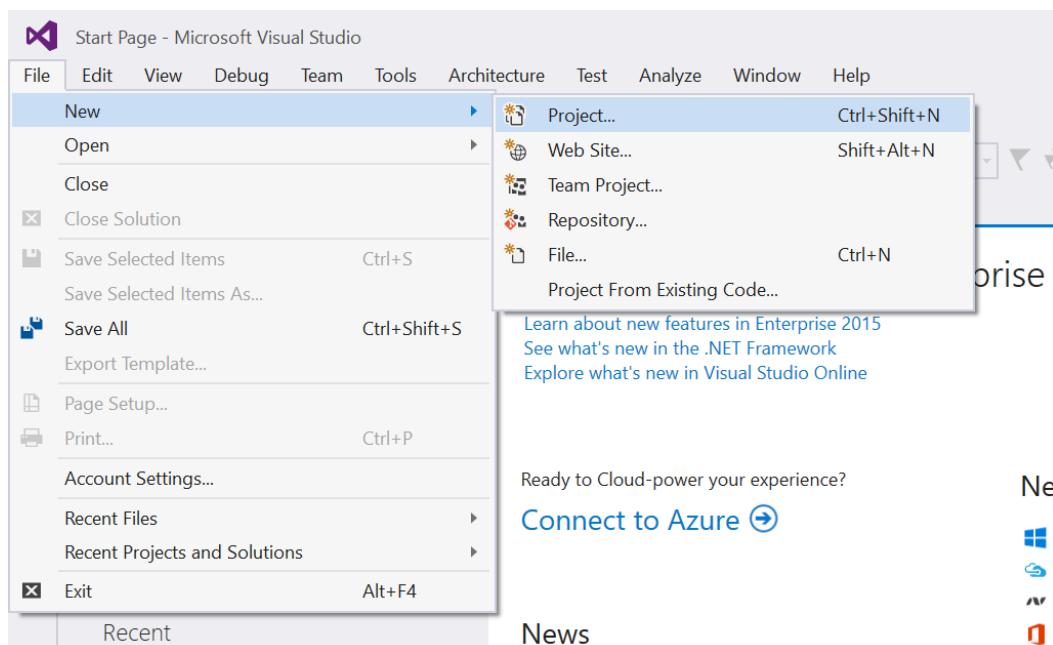 Start Page - Microsoft Visual Studio
File Edit View Debug Team Tools Architecture Test Analyze Window Help
New
Open
Close
Close Solution
Save Selected Items Ctrl+S
Save Selected Items As...
Save All Ctrl+Shift+S
Export Template...
Page Setup...
Print... Ctrl+P
Account Settings...
Recent Files
Recent Projects and Solutions
Exit Alt+F4
Recent
Project... Ctrl+Shift+N
Web Site... Shift+Alt+N
Team Project...
Repository...
File... Ctrl+N
Project From Existing Code...
prise
Learn about new features in Enterprise 2015
See what's new in the .NET Framework
Explore what's new in Visual Studio Online
Ready to Cloud-power your experience?
Connect to Azure
News
Ne